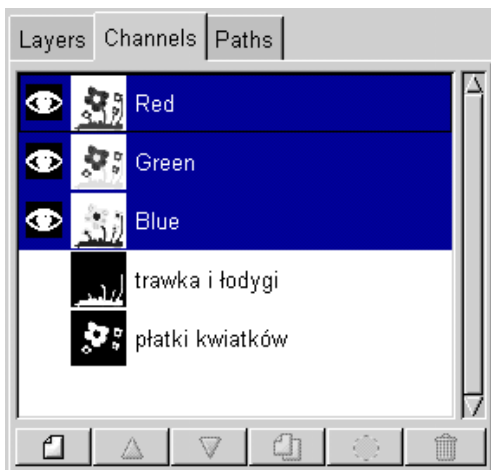 Layers Channels Paths
Red
Green
Blue
trawka i łodygi
płatki kwiatków